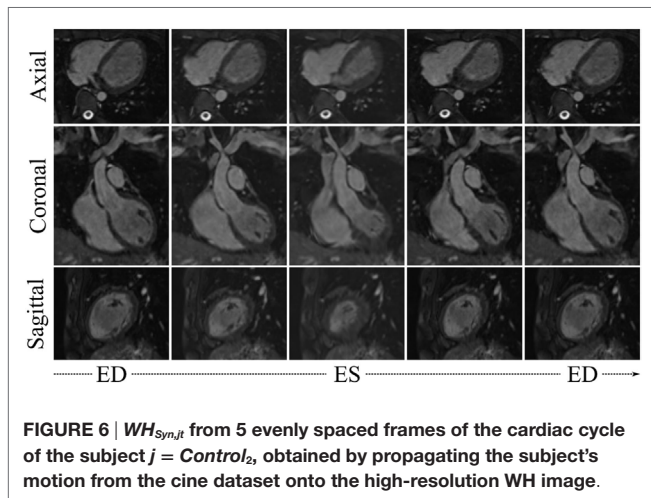 Axial
Coronal
Sagittal
ED ES ED
FIGURE 6 | WH_{Syn,jt} from 5 evenly spaced frames of the cardiac cycle
of the subject j = Control₂, obtained by propagating the subject's
motion from the cine dataset onto the high-resolution WH image.